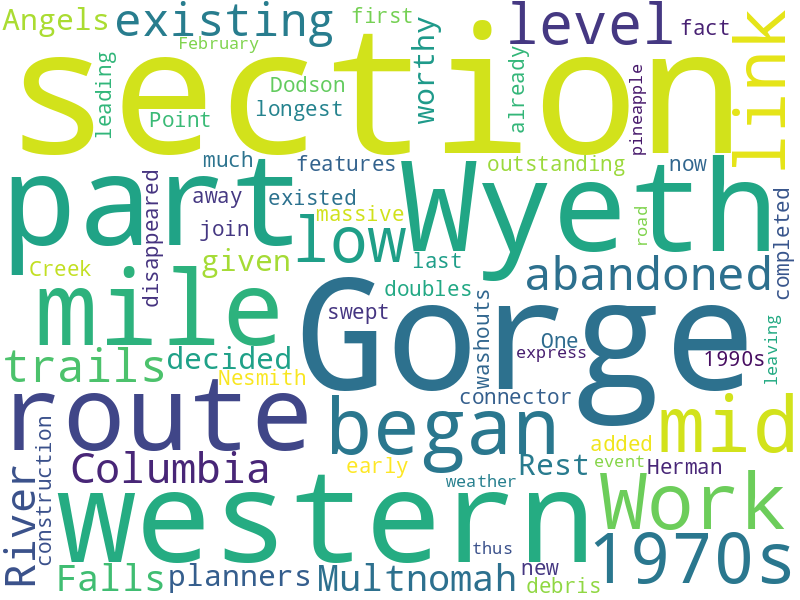 Angels existing first level fact link
February
section
leading Point Dodson longest worthy already pineapple
part much features Wyeth outstanding now
disappeared away existed massive low join given last road completed
Creek mile doubles abandoned
swept Gorge washouts One express 1990s leaving
trails decided Nesmith connector
route began added mid
construction Columbia early Rest event Herman
River western weather Work
thus new 1970s
Falls planners Multnomah debris